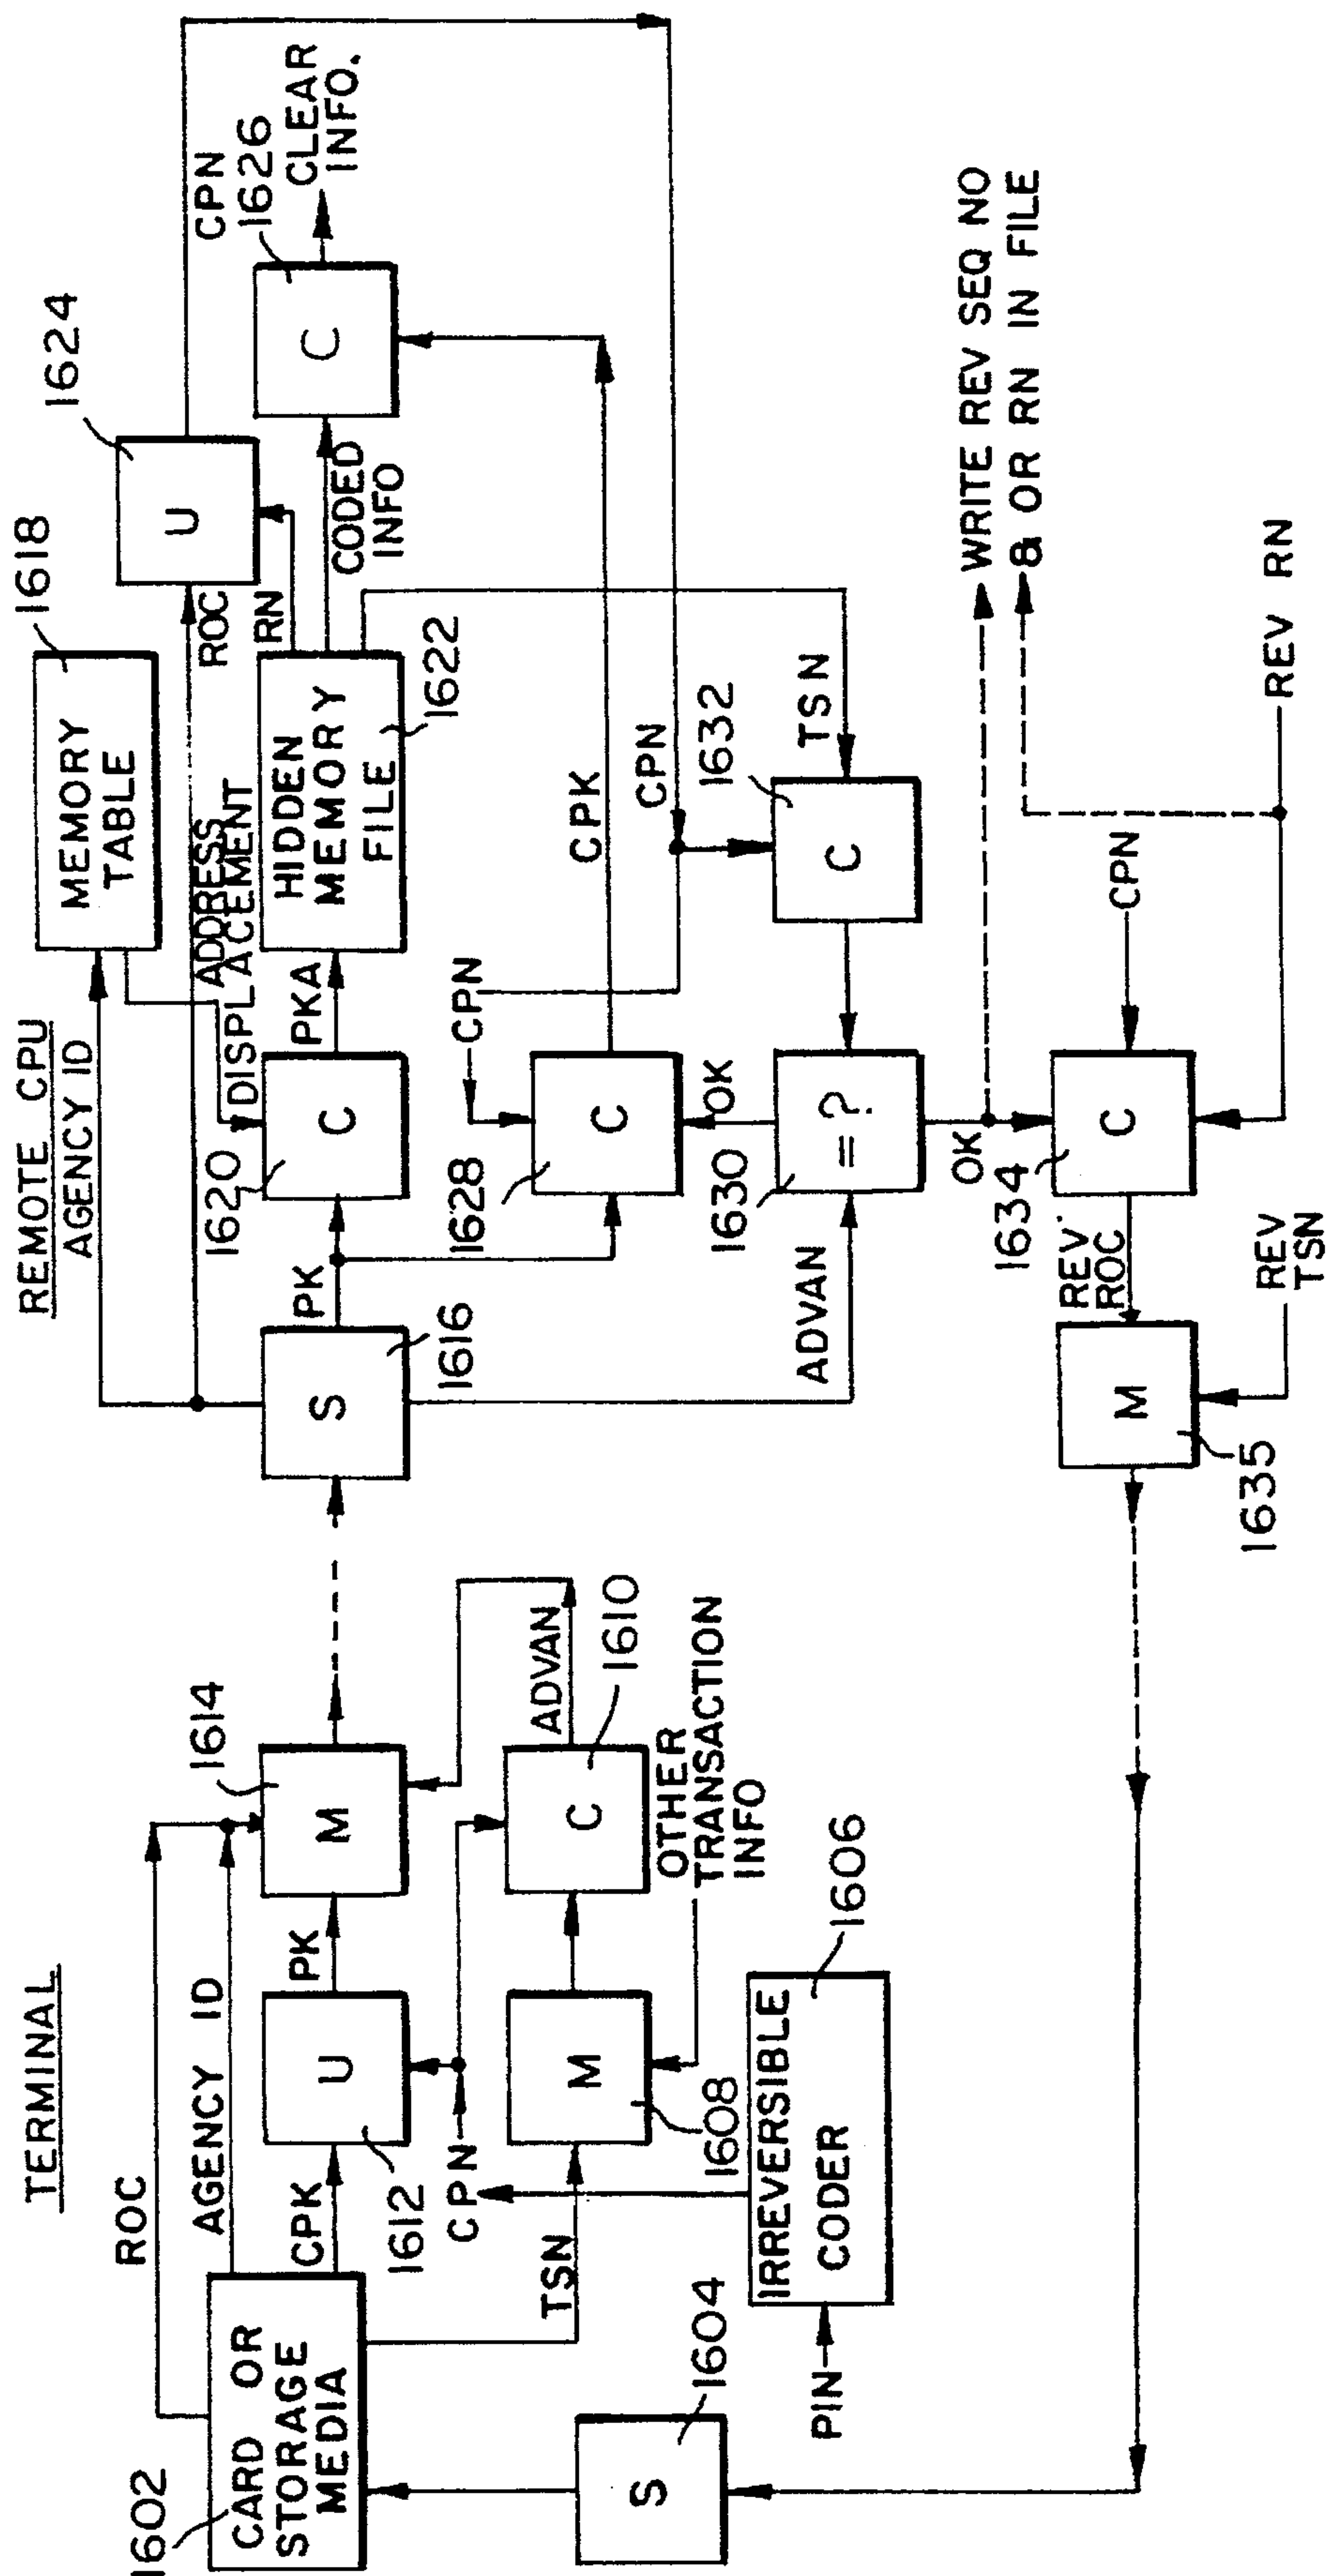 TERMINAL
ROC
AGENCY ID
1602
CARD OR
STORAGE
MEDIA
CPK
U
1612
PK
M
1614
CPN
TSN
M
1608
C
1610
ADVAN
OTHER
TRANSACTION
INFO
S
1604
PIN
IRREVERSIBLE
CODER
1606
REMOTE CPU
AGENCY ID
S
1616
PK
1620
C
PKA
ADDRESS
DISPLACEMENT
MEMORY
TABLE
1618
HIDDEN
MEMORY
FILE
1622
ROC
RN
U
1624
CPN
CODED
INFO
C
1626
CLEAR
INFO.
CPN
1628
C
CPK
OK
1630
= ?
ADVAN
CPN
1632
C
TSN
OK
1634
C
CPN
WRITE REV SEQ NO
& OR RN IN FILE
REV RN
REV.
ROC
M
1635
REV
TSN